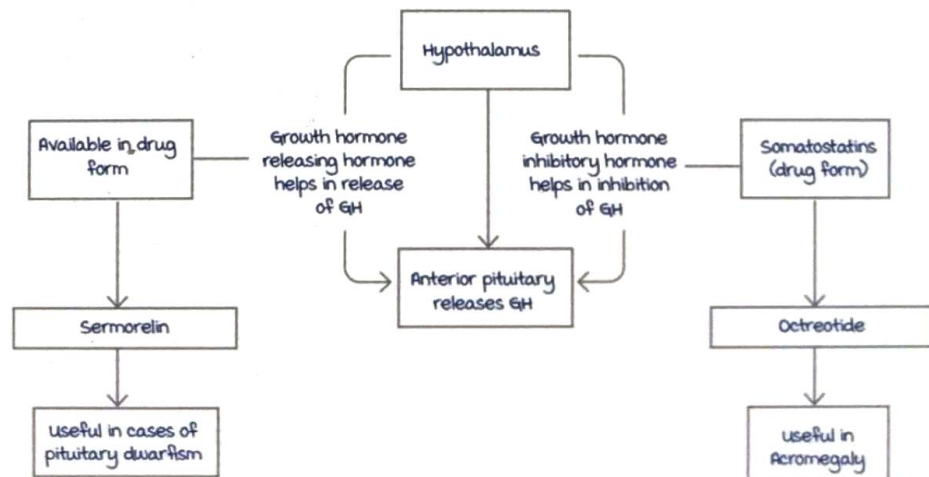 Hypothalamus
Available in drug
form
Growth hormone
releasing hormone
helps in release
of GH
Growth hormone
inhibitory hormone
helps in inhibition
of GH
Somatostatins
(drug form)
Anterior pituitary
releases GH
Sermorelin
Octreotide
Useful in cases of
pituitary dwarfism
Useful in
Acromegaly